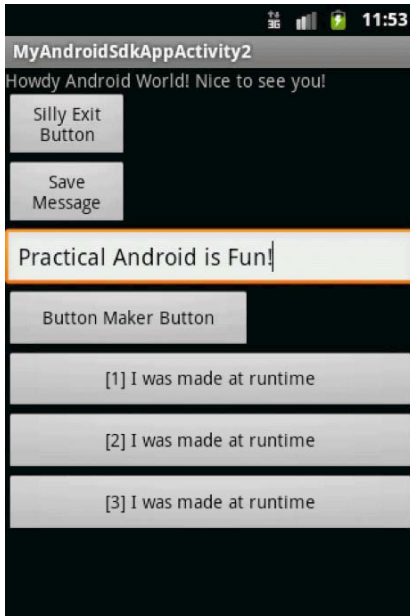 3G 11:53
MyAndroidSdkAppActivity2
Howdy Android World! Nice to see you!
Silly Exit
Button
Save
Message
Practical Android is Fun!
Button Maker Button
[1] I was made at runtime
[2] I was made at runtime
[3] I was made at runtime